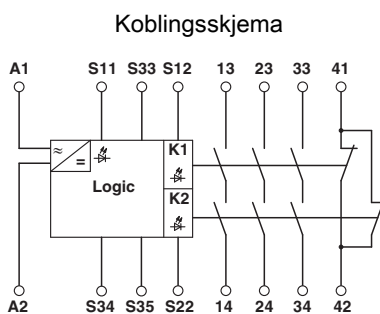 Koblingsskjema
A1 S11 S33 S12 13 23 33 41
K1
≈
=
Logic
K2
A2 S34 S35 S22 14 24 34 42